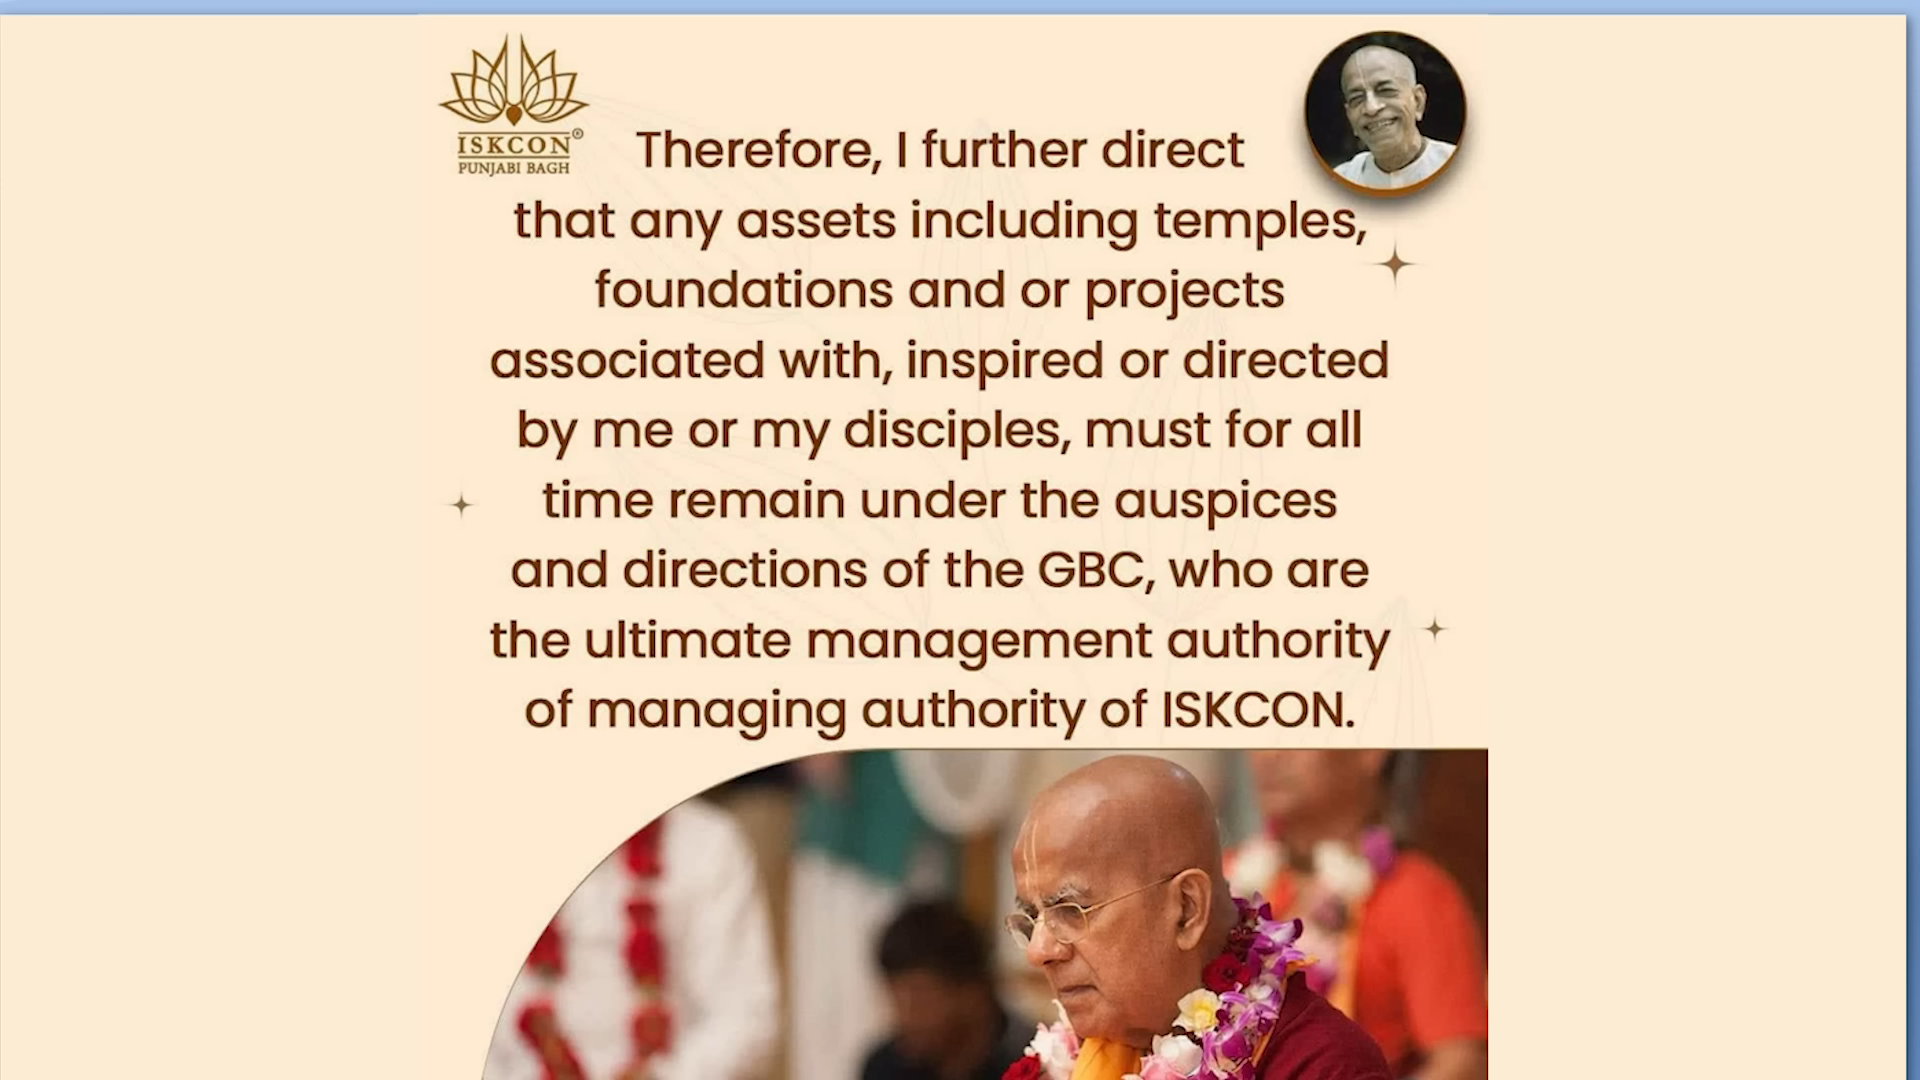 ISKCON®
PUNJABI BAGH
Therefore, I further direct
that any assets including temples,
foundations and or projects
associated with, inspired or directed
by me or my disciples, must for all
time remain under the auspices
and directions of the GBC, who are
the ultimate management authority
of managing authority of ISKCON.